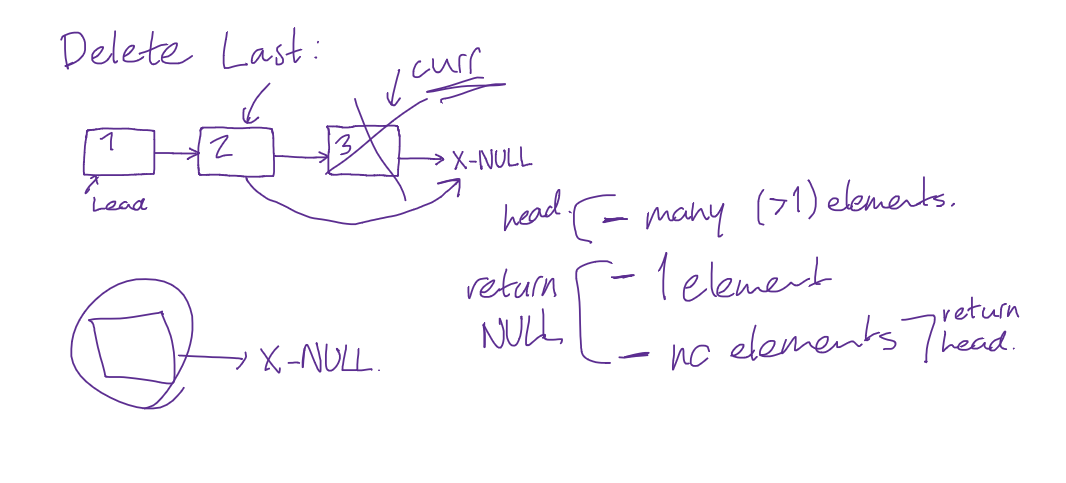 Delete Last:
curr
1
2
3
X-NULL
head
head.
- many (>1) elements.
return
NULL
- 1 element
- no elements
return
head.
X-NULL.